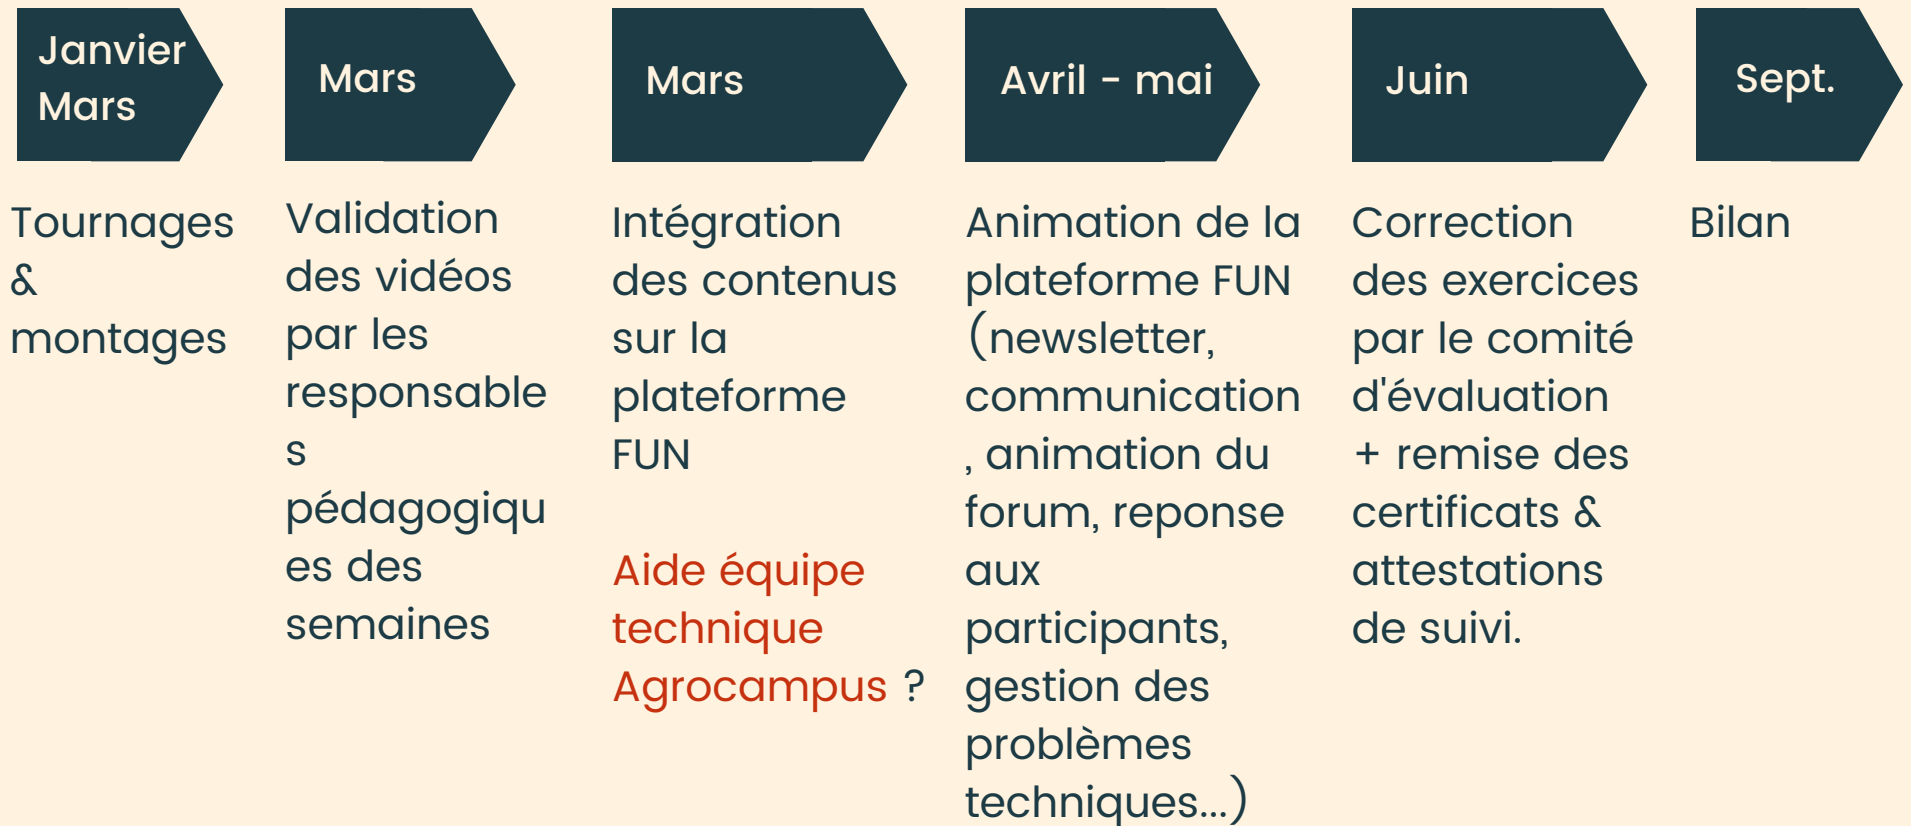 Janvier
Mars
Tournages
&
montages
Mars
Validation
des vidéos
par les
responsable
s
pédagogiqu
es des
semaines
Mars
Intégration
des contenus
sur la
plateforme
FUN
Aide équipe
technique
Agrocampus ?
Avril - mai
Animation de la
plateforme FUN
(newsletter,
communication
, animation du
forum, reponse
aux
participants,
gestion des
problèmes
techniques...)
Juin
Correction
des exercices
par le comité
d'évaluation
+ remise des
certificats &
attestations
de suivi.
Sept.
Bilan